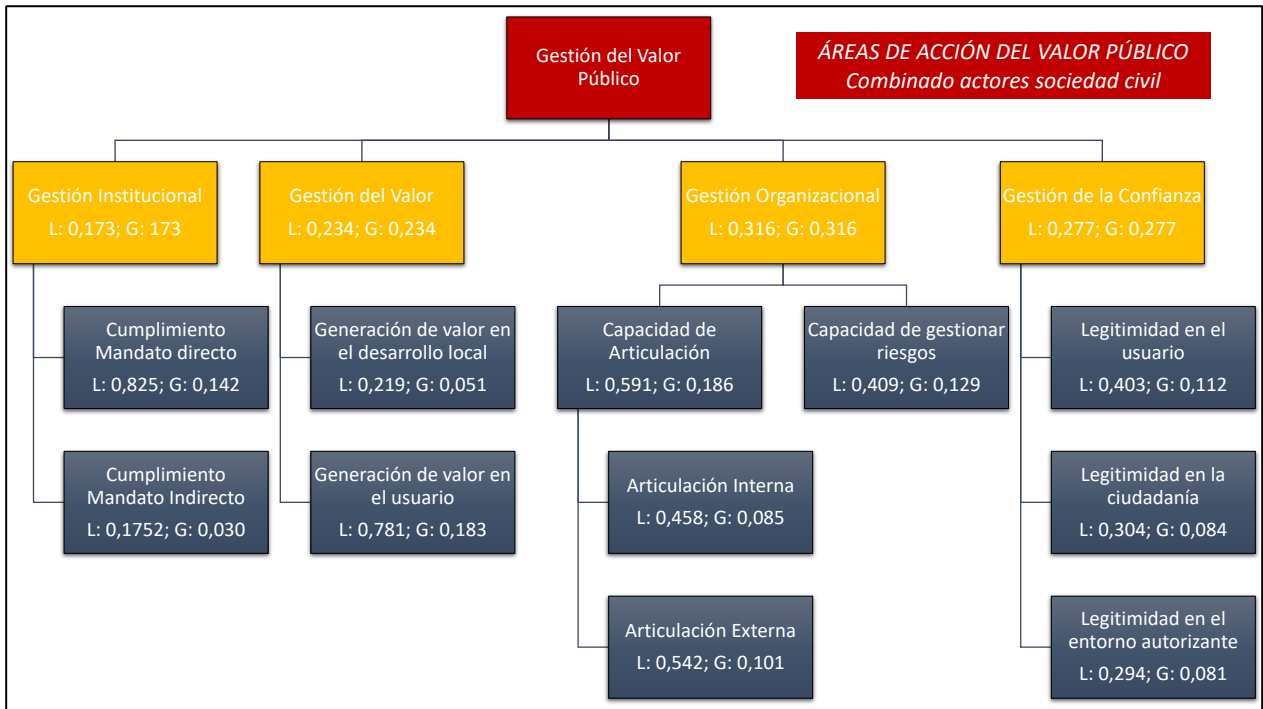 Gestión del Valor
Público
ÁREAS DE ACCIÓN DEL VALOR PÚBLICO
Combinado actores sociedad civil
Gestión Institucional
L: 0,173; G: 173
Gestión del Valor
L: 0,234; G: 0,234
Gestión Organizacional
L: 0,316; G: 0,316
Gestión de la Confianza
L: 0,277; G: 0,277
Cumplimiento
Mandato directo
L: 0,825; G: 0,142
Generación de valor en
el desarrollo local
L: 0,219; G: 0,051
Capacidad de
Articulación
L: 0,591; G: 0,186
Capacidad de gestionar
riesgos
L: 0,409; G: 0,129
Legitimidad en el
usuario
L: 0,403; G: 0,112
Cumplimiento
Mandato Indirecto
L: 0,1752; G: 0,030
Generación de valor en
el usuario
L: 0,781; G: 0,183
Articulación Interna
L: 0,458; G: 0,085
Legitimidad en la
ciudadanía
L: 0,304; G: 0,084
Articulación Externa
L: 0,542; G: 0,101
Legitimidad en el
entorno autorizante
L: 0,294; G: 0,081